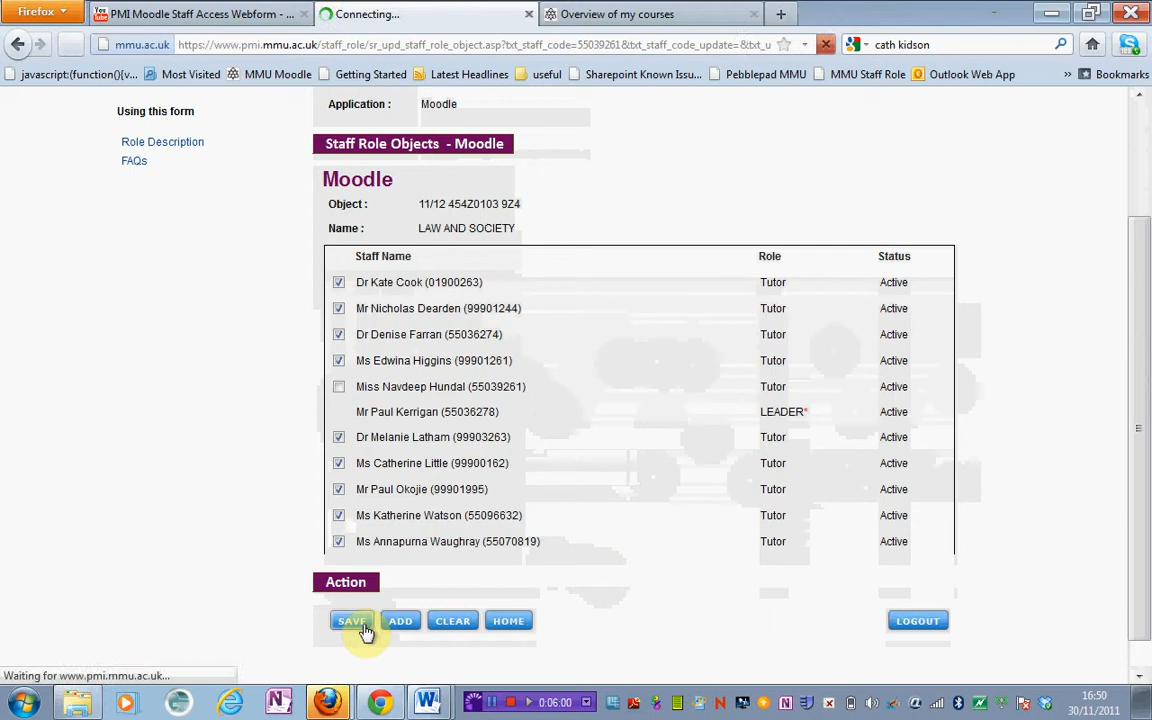 Firefox
PMI Moodle Staff Access Webform - ...
Connecting...
Overview of my courses
mmu.ac.uk
https://www.pmi.mmu.ac.uk/staff_role/sr_upd_staff_role_object.asp?txt_staff_code=55039261&txt_staff_code_update=&txt_u
cath kidson
javascript:(function(){v... Most Visited MMU Moodle Getting Started Latest Headlines useful Sharepoint Known Issu... Pebblepad MMU MMU Staff Role Outlook Web App » Bookmarks
Using this form
Role Description
FAQs
Application : Moodle
Staff Role Objects - Moodle
Moodle
Object : 11/12 454Z0103 9Z4
Name : LAW AND SOCIETY
Staff Name Role Status
Dr Kate Cook (01900263) Tutor Active
Mr Nicholas Dearden (99901244) Tutor Active
Dr Denise Farran (55036274) Tutor Active
Ms Edwina Higgins (99901261) Tutor Active
Miss Navdeep Hundal (55039261) Tutor Active
Mr Paul Kerrigan (55036278) LEADER* Active
Dr Melanie Latham (99903263) Tutor Active
Ms Catherine Little (99900162) Tutor Active
Mr Paul Okojie (99901995) Tutor Active
Ms Katherine Watson (55096632) Tutor Active
Ms Annapurna Waughray (55070819) Tutor Active
Action
SAVE ADD CLEAR HOME LOGOUT
Waiting for www.pmi.mmu.ac.uk...
0:06:00
16:50
30/11/2011